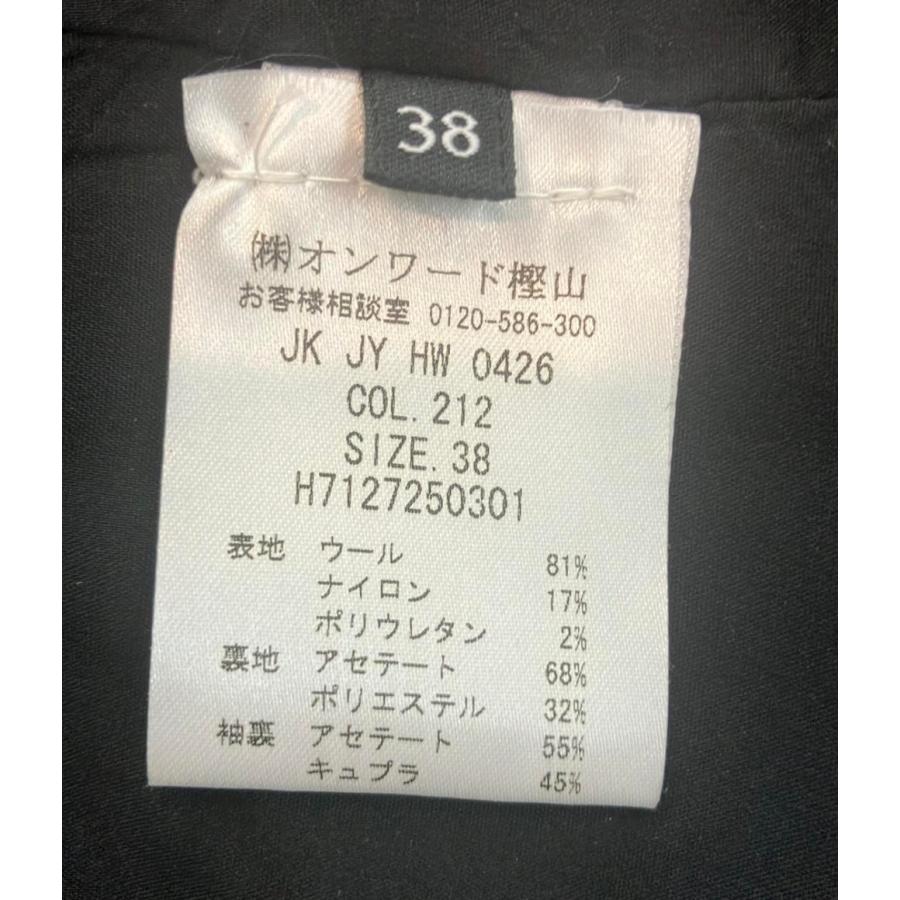 38
㈱オンワード樫山
お客様相談室 0120-586-300
JK JY HW 0426
COL.212
SIZE.38
H7127250301
表地 ウール 81%
ナイロン 17%
ポリウレタン 2%
裏地 アセテート 68%
ポリエステル 32%
袖裏 アセテート 55%
キュプラ 45%